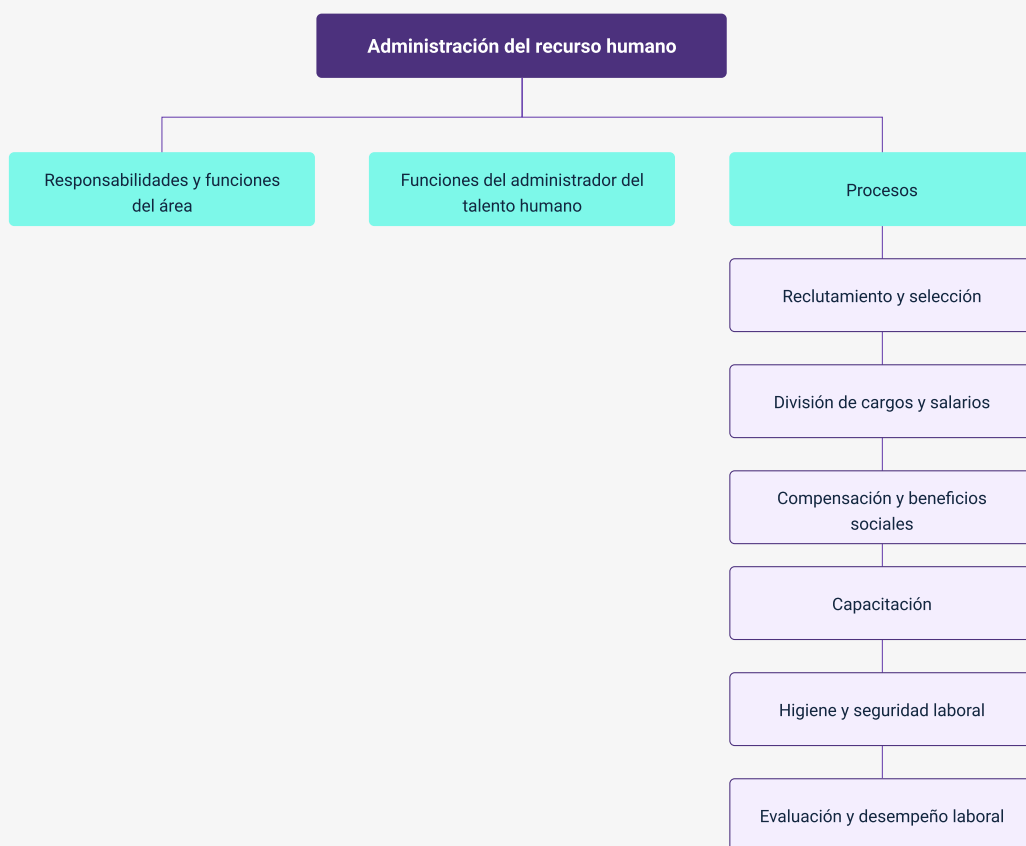 Administración del recurso humano
Responsabilidades y funciones
del área
Funciones del administrador del
talento humano
Procesos
Reclutamiento y selección
División de cargos y salarios
Compensación y beneficios
sociales
Capacitación
Higiene y seguridad laboral
Evaluación y desempeño laboral